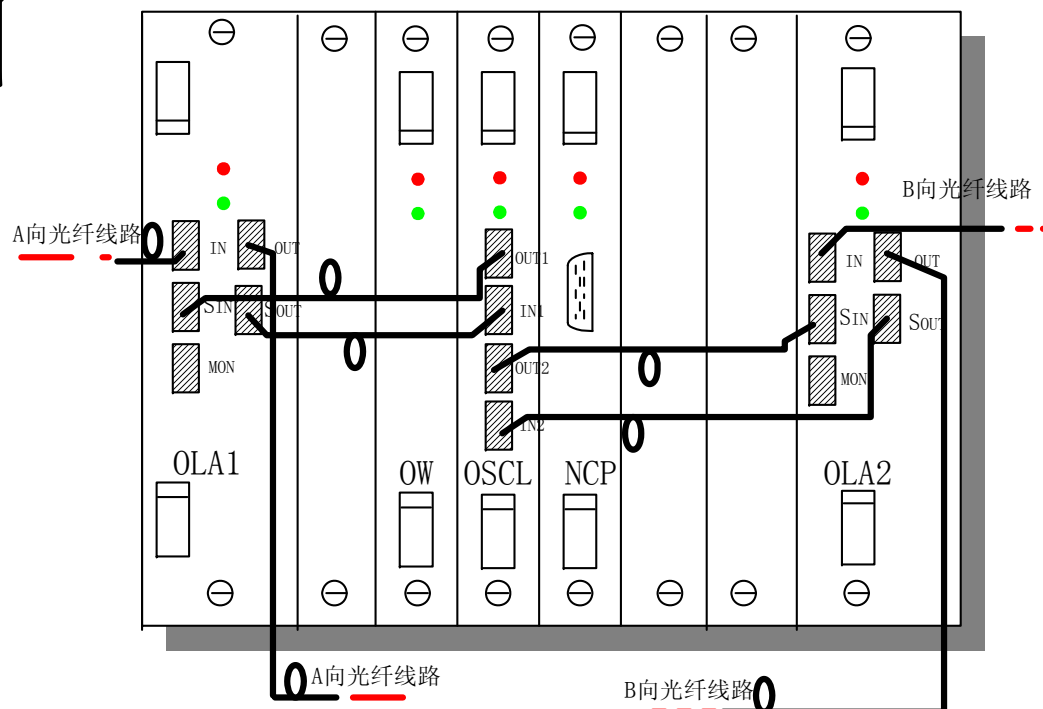 B向光纤线路
A向光纤线路
IN
OUT
OUT1
IN
OUT
SIN
SOUT
IN1
SIN
SOUT
MON
OUT2
MON
IN2
OLA1
OW
OSCL
NCP
OLA2
A向光纤线路
B向光纤线路